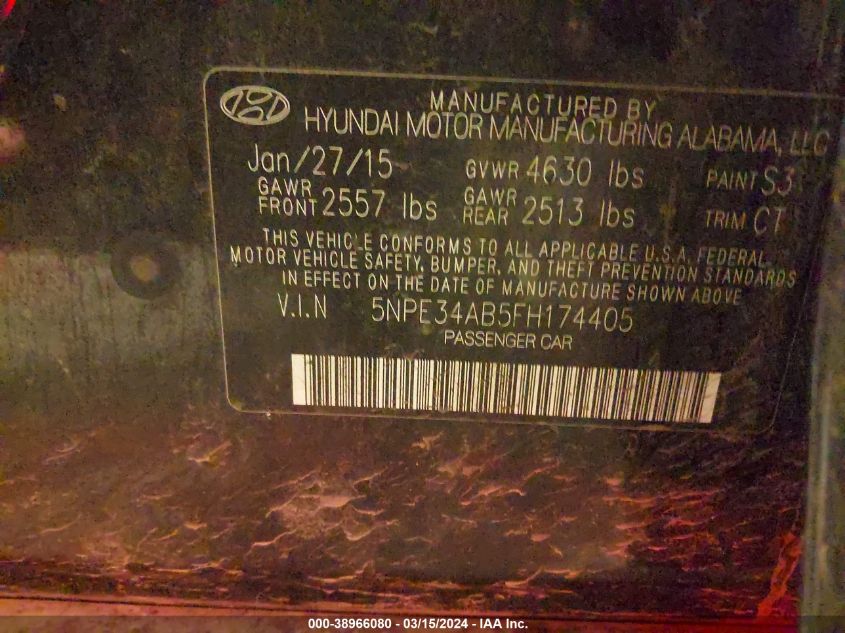 MANUFACTURED BY
HYUNDAI MOTOR MANUFACTURING ALABAMA, LLC
Jan/27/15 GVWR 4630 lbs PAINT S3
GAWR FRONT 2557 lbs GAWR REAR 2513 lbs TRIM CT
THIS VEHICLE CONFORMS TO ALL APPLICABLE U.S.A. FEDERAL
MOTOR VEHICLE SAFETY, BUMPER, AND THEFT PREVENTION STANDARDS
IN EFFECT ON THE DATE OF MANUFACTURE SHOWN ABOVE
V.I.N 5NPE34AB5FH174405
PASSENGER CAR
000-38966080 - 03/15/2024 - IAA Inc.